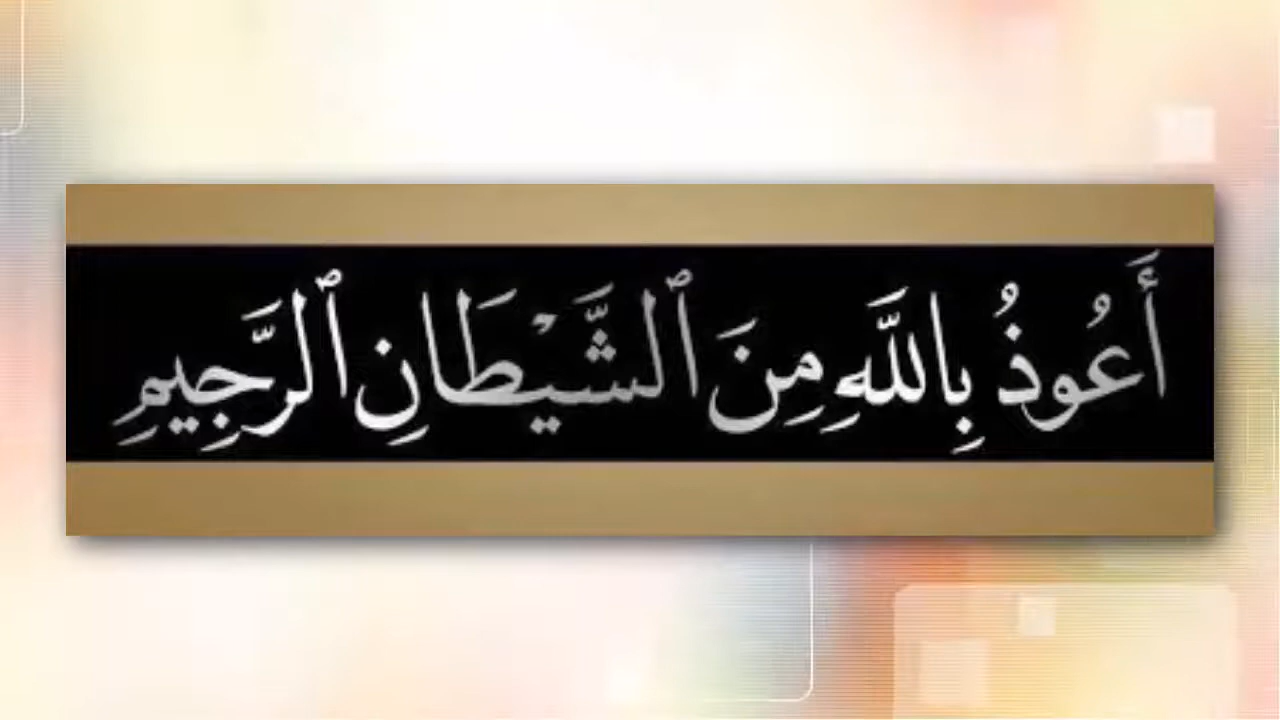 أَعُوذُ بِاللَّهِ مِنَ ٱلشَّيْطَانِ ٱلرَّجِيمِ